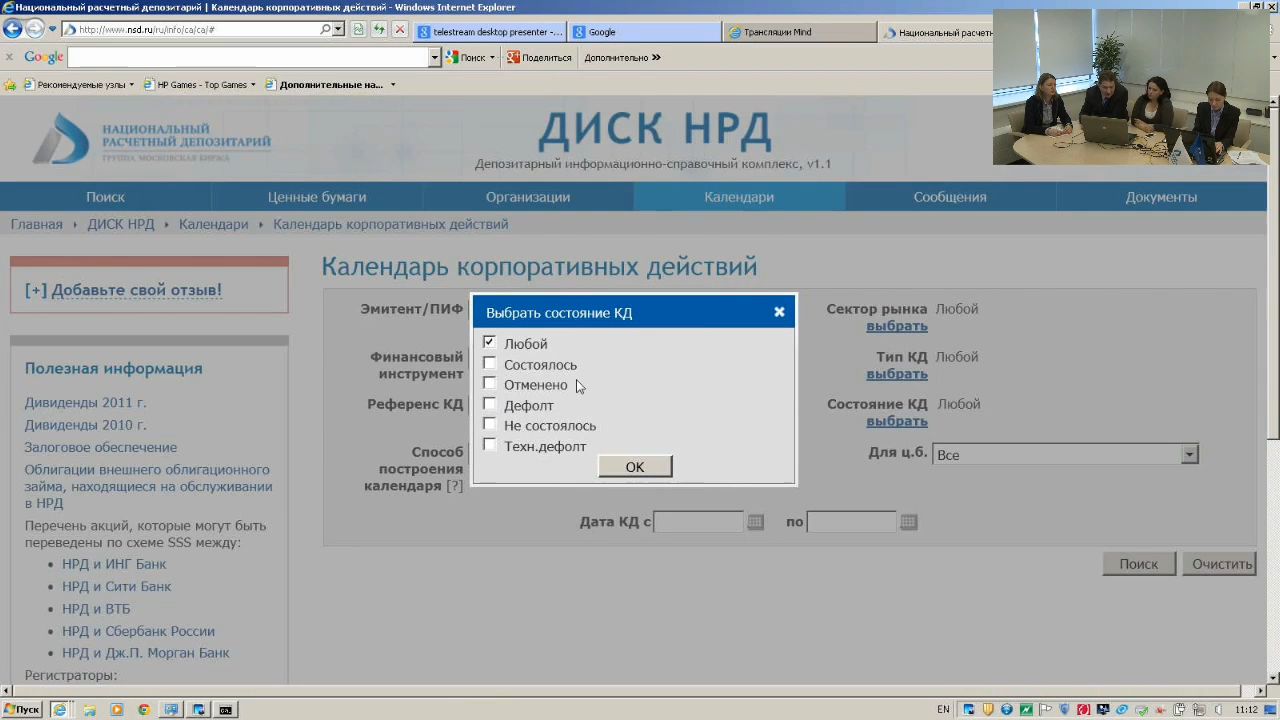 Национальный расчетный депозитарий | Календарь корпоративных действий - Windows Internet Explorer
http://www.nsd.ru/ru/info/ca/ca/#
telestream desktop presenter -...
Google
Трансляции Mind
Национальный расчетн
Google
Поиск
Поделиться
Дополнительно »
Рекомендуемые узлы
HP Games - Top Games
Дополнительные на...
НАЦИОНАЛЬНЫЙ
РАСЧЕТНЫЙ ДЕПОЗИТАРИЙ
ГРУППА МОСКОВСКАЯ БИРЖА
ДИСК НРД
Депозитарный информационно-справочный комплекс, v1.1
Поиск
Ценные бумаги
Организации
Календари
Сообщения
Документы
Главная
ДИСК НРД
Календари
Календарь корпоративных действий
[+] Добавьте свой отзыв!
Полезная информация
Дивиденды 2011 г.
Дивиденды 2010 г.
Залоговое обеспечение
Облигации внешнего облигационного
займа, находящиеся на обслуживании
в НРД
Перечень акций, которые могут быть
переведены по схеме SSS между:
НРД и ИНГ Банк
НРД и Сити Банк
НРД и ВТБ
НРД и Сбербанк России
НРД и Дж.П. Морган Банк
Регистраторы:
Календарь корпоративных действий
Эмитент/ПИФ
Финансовый
инструмент
Референс КД
Способ
построения
календаря [?]
Выбрать состояние КД
Любой
Состоялось
Отменено
Дефолт
Не состоялось
Техн.дефолт
OK
Сектор рынка Любой
выбрать
Тип КД Любой
выбрать
Состояние КД Любой
выбрать
Для ц.б. Все
Дата КД с
по
Поиск
Очистить
Пуск
EN
11:12